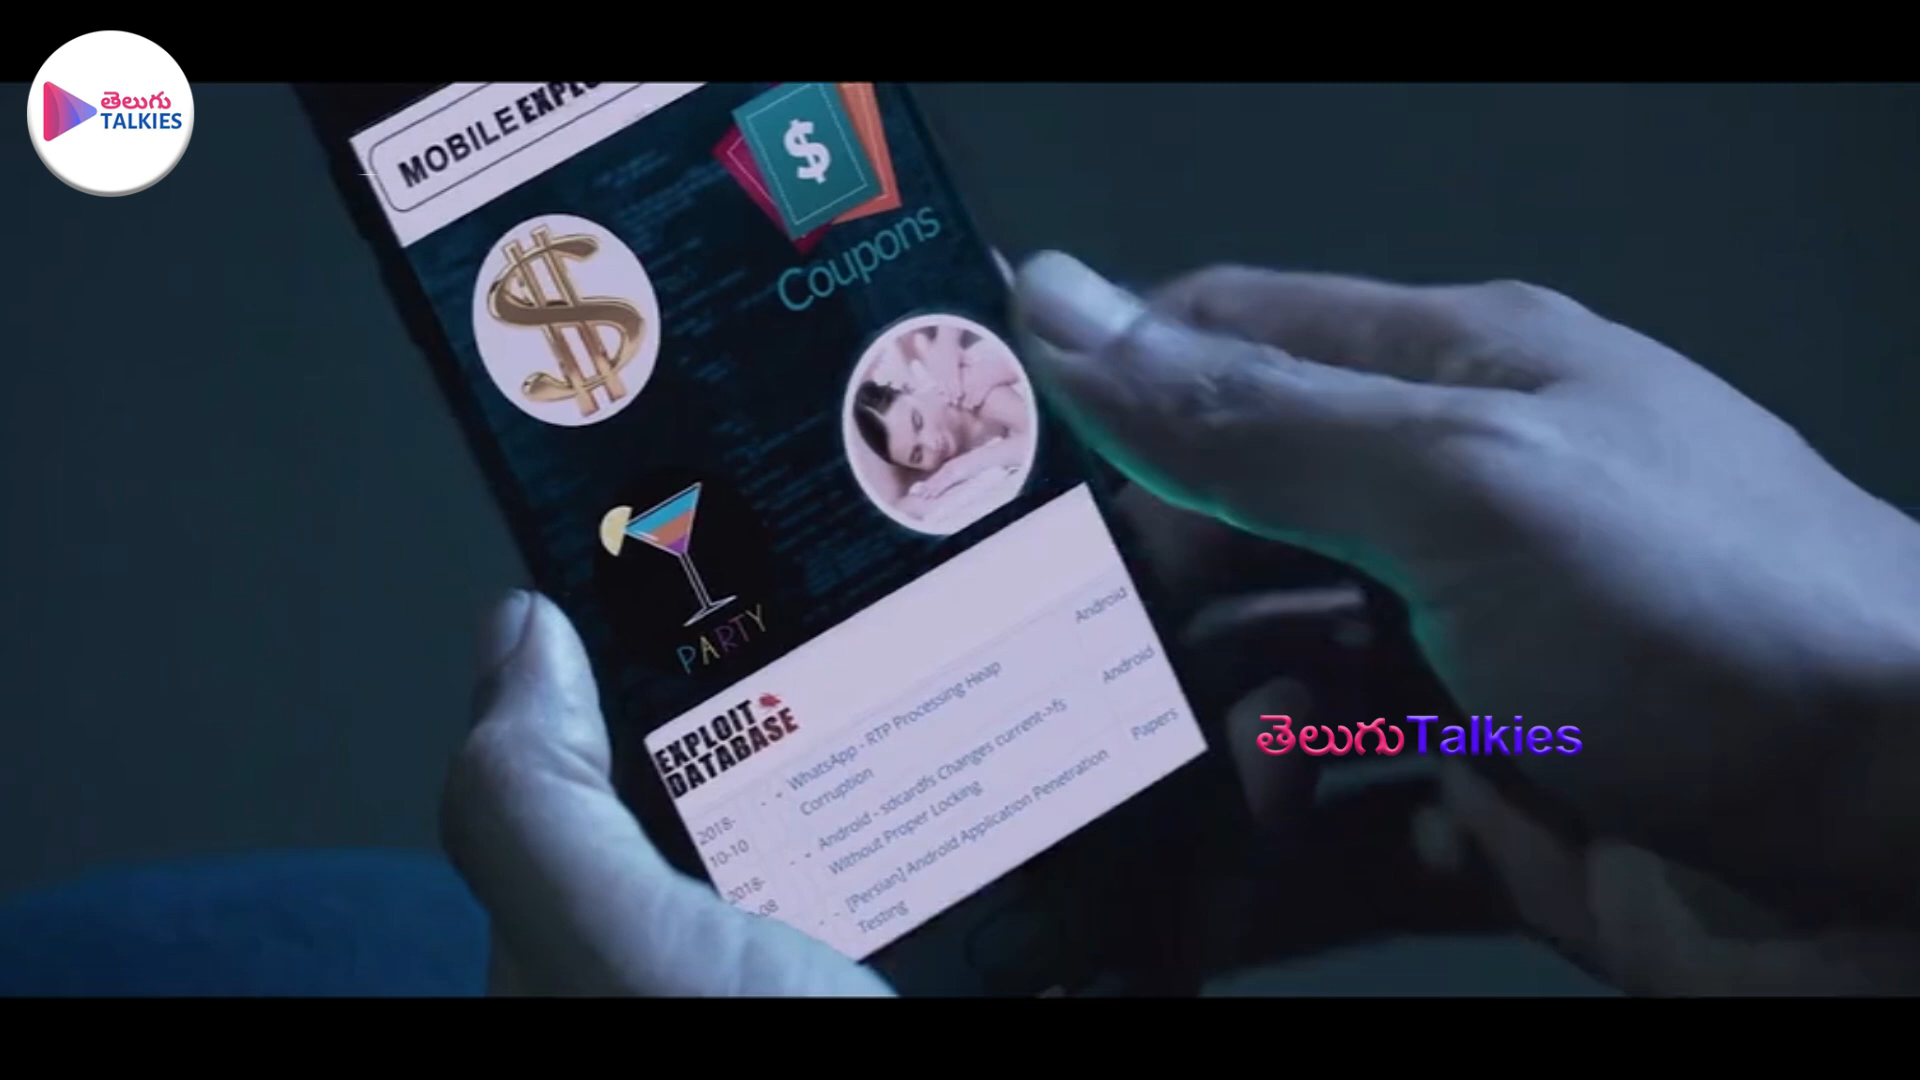 తెలుగు
TALKIES
MOBILE
$
Coupons
PARTY
EXPLOIT
DATABASE
2018-
10-10
- - WhatsApp - RTP Processing Heap
Corruption
Android
2018-
-08
- - Android - sdcardfs Changes current->fs
Without Proper Locking
Android
- - [Persian] Android Application Penetration
Testing
Papers
తెలుగుTalkies